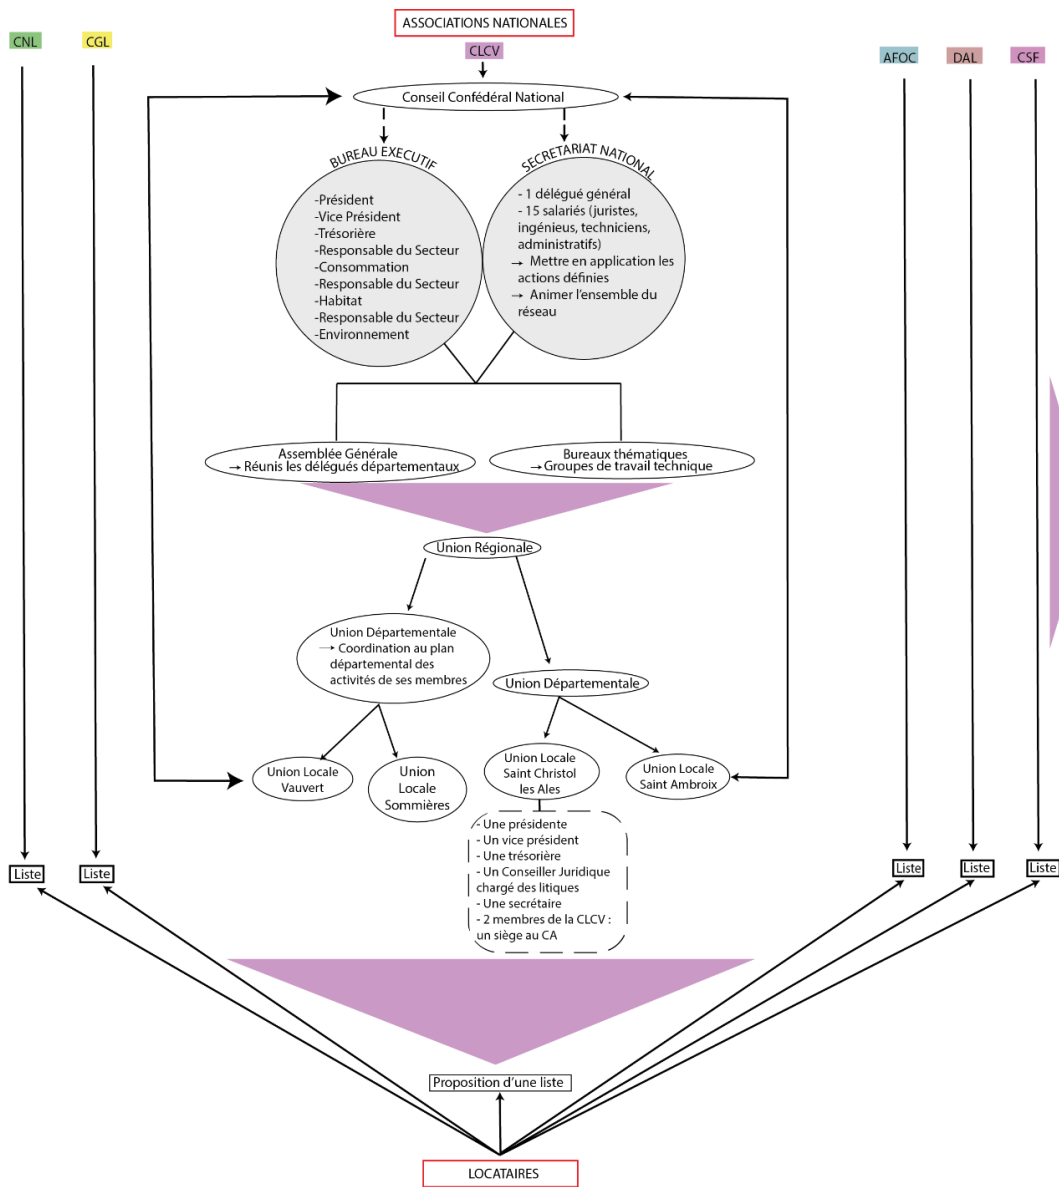 ASSOCIATIONS NATIONALES
CNL
CGL
CLCV
AFOC
DAL
CSF
Conseil Confédéral National
BUREAU EXECUTIF
-Président
-Vice Président
-Trésorière
-Responsable du Secteur
-Consommation
-Responsable du Secteur
-Habitat
-Responsable du Secteur
-Environnement
SECRETARIAT NATIONAL
- 1 délégué général
- 15 salariés (juristes,
ingénieus, techniciens,
administratifs)
→ Mettre en application les
actions définies
→ Animer l'ensemble du
réseau
Assemblée Générale
→ Réunis les délégués départementaux
Bureaux thématiques
→ Groupes de travail technique
Union Régionale
Union Départementale
→ Coordination au plan
départemental des
activités de ses membres
Union Départementale
Union Locale
Vauvert
Union
Locale
Sommières
Union Locale
Saint Christol
les Ales
Union Locale
Saint Ambroix
- Une présidente
- Un vice président
- Une trésorière
- Un Conseiller Juridique
chargé des litiques
- Une secrétaire
- 2 membres de la CLCV :
un siège au CA
Liste
Liste
Liste
Liste
Liste
Proposition d'une liste
LOCATAIRES